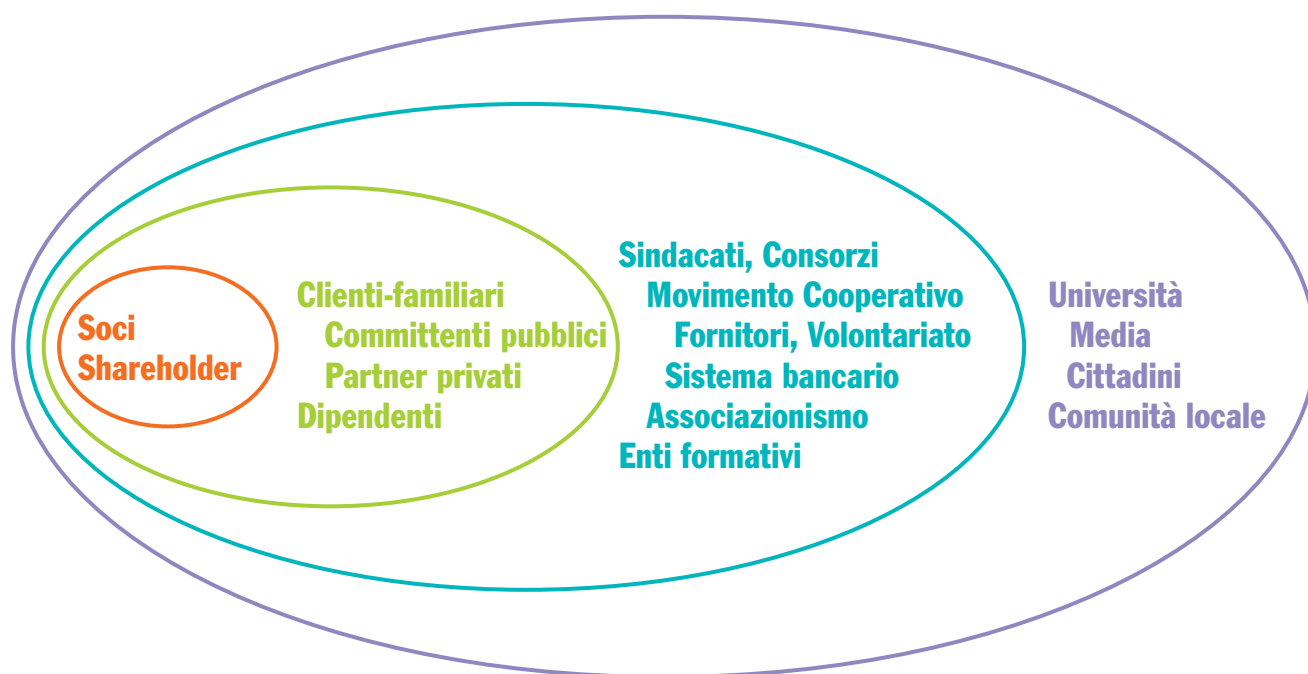 Soci
Shareholder
Clienti-familiari
Committenti pubblici
Partner privati
Dipendenti
Sindacati, Consorzi
Movimento Cooperativo
Fornitori, Volontariato
Sistema bancario
Associazionismo
Enti formativi
Università
Media
Cittadini
Comunità locale